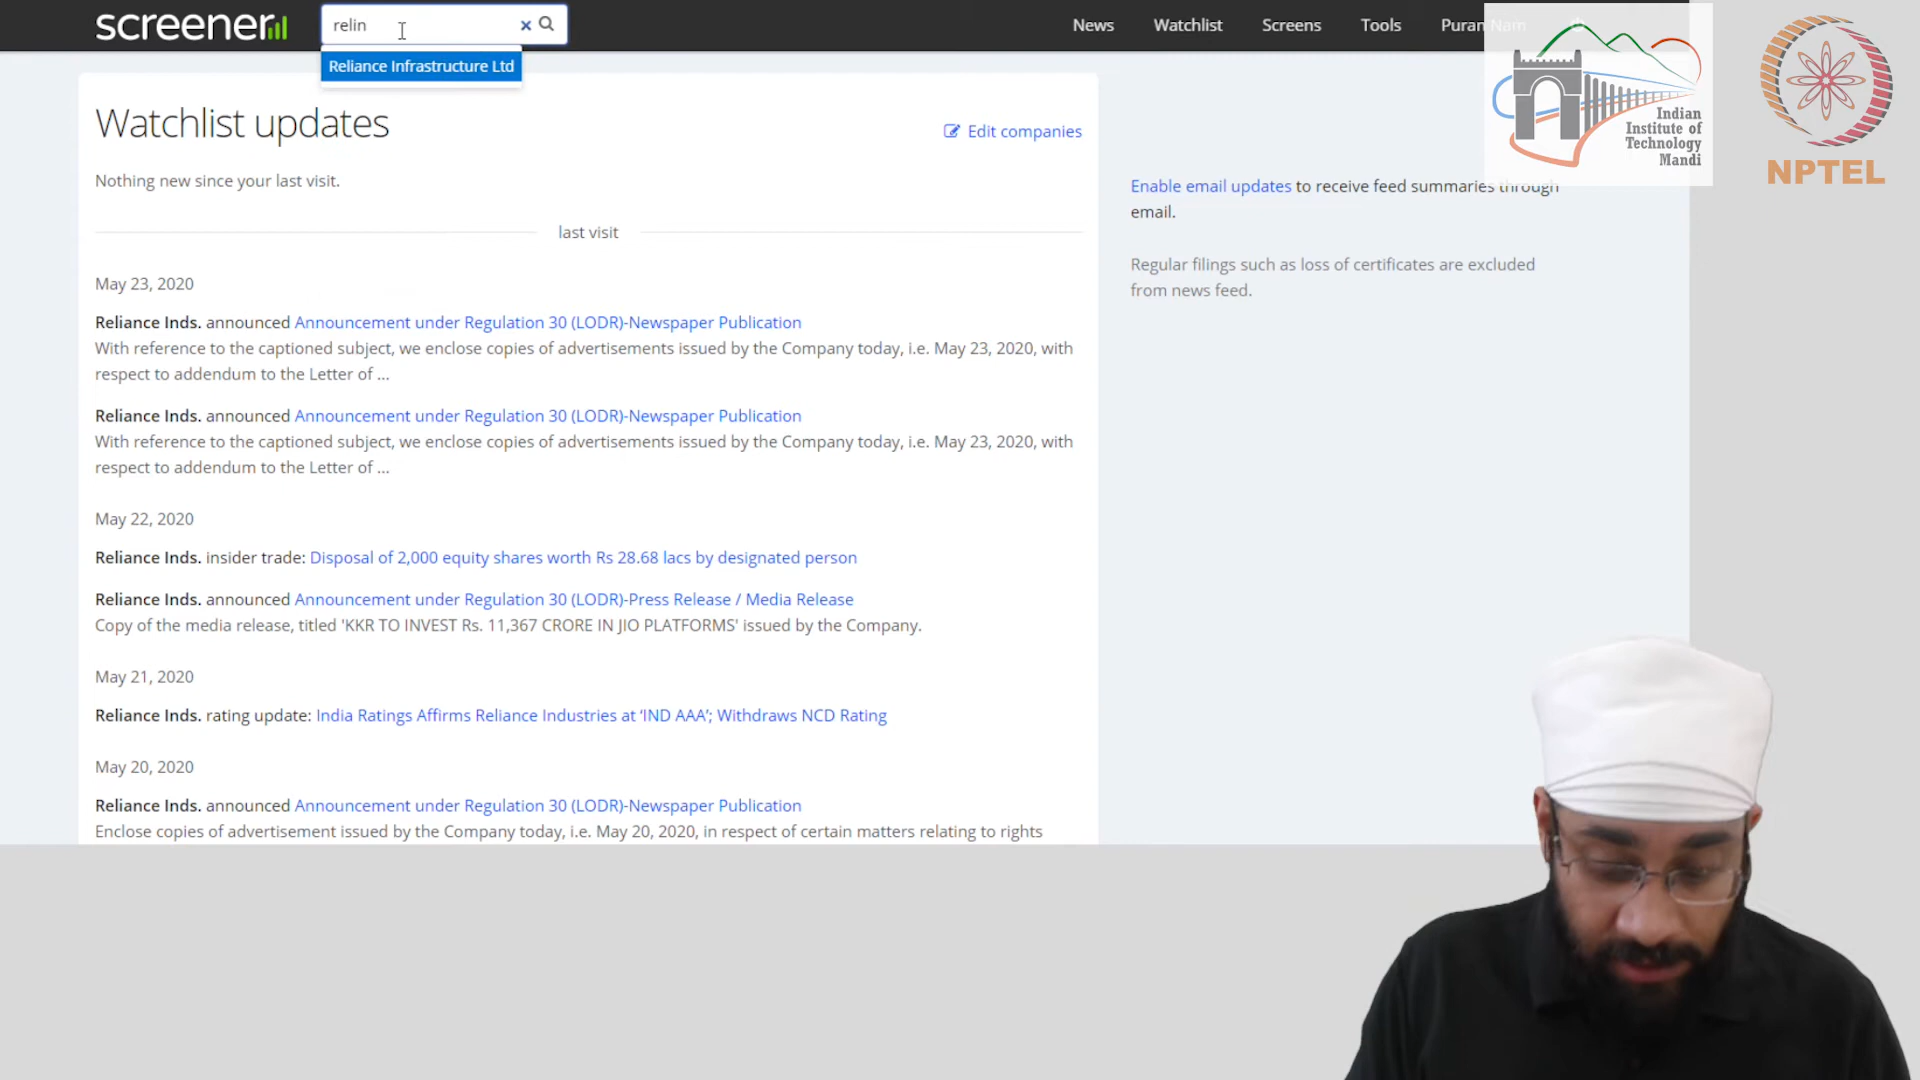 screener
relin
News
Watchlist
Screens
Tools
Puran Nam
Reliance Infrastructure Ltd
Indian
Institute of
Technology
Mandi
NPTEL
Watchlist updates
Edit companies
Nothing new since your last visit.
Enable email updates to receive feed summaries through
email.
last visit
Regular filings such as loss of certificates are excluded
from news feed.
May 23, 2020
Reliance Inds. announced Announcement under Regulation 30 (LODR)-Newspaper Publication
With reference to the captioned subject, we enclose copies of advertisements issued by the Company today, i.e. May 23, 2020, with
respect to addendum to the Letter of ...
Reliance Inds. announced Announcement under Regulation 30 (LODR)-Newspaper Publication
With reference to the captioned subject, we enclose copies of advertisements issued by the Company today, i.e. May 23, 2020, with
respect to addendum to the Letter of ...
May 22, 2020
Reliance Inds. insider trade: Disposal of 2,000 equity shares worth Rs 28.68 lacs by designated person
Reliance Inds. announced Announcement under Regulation 30 (LODR)-Press Release / Media Release
Copy of the media release, titled 'KKR TO INVEST Rs. 11,367 CRORE IN JIO PLATFORMS' issued by the Company.
May 21, 2020
Reliance Inds. rating update: India Ratings Affirms Reliance Industries at ‘IND AAA’; Withdraws NCD Rating
May 20, 2020
Reliance Inds. announced Announcement under Regulation 30 (LODR)-Newspaper Publication
Enclose copies of advertisement issued by the Company today, i.e. May 20, 2020, in respect of certain matters relating to rights